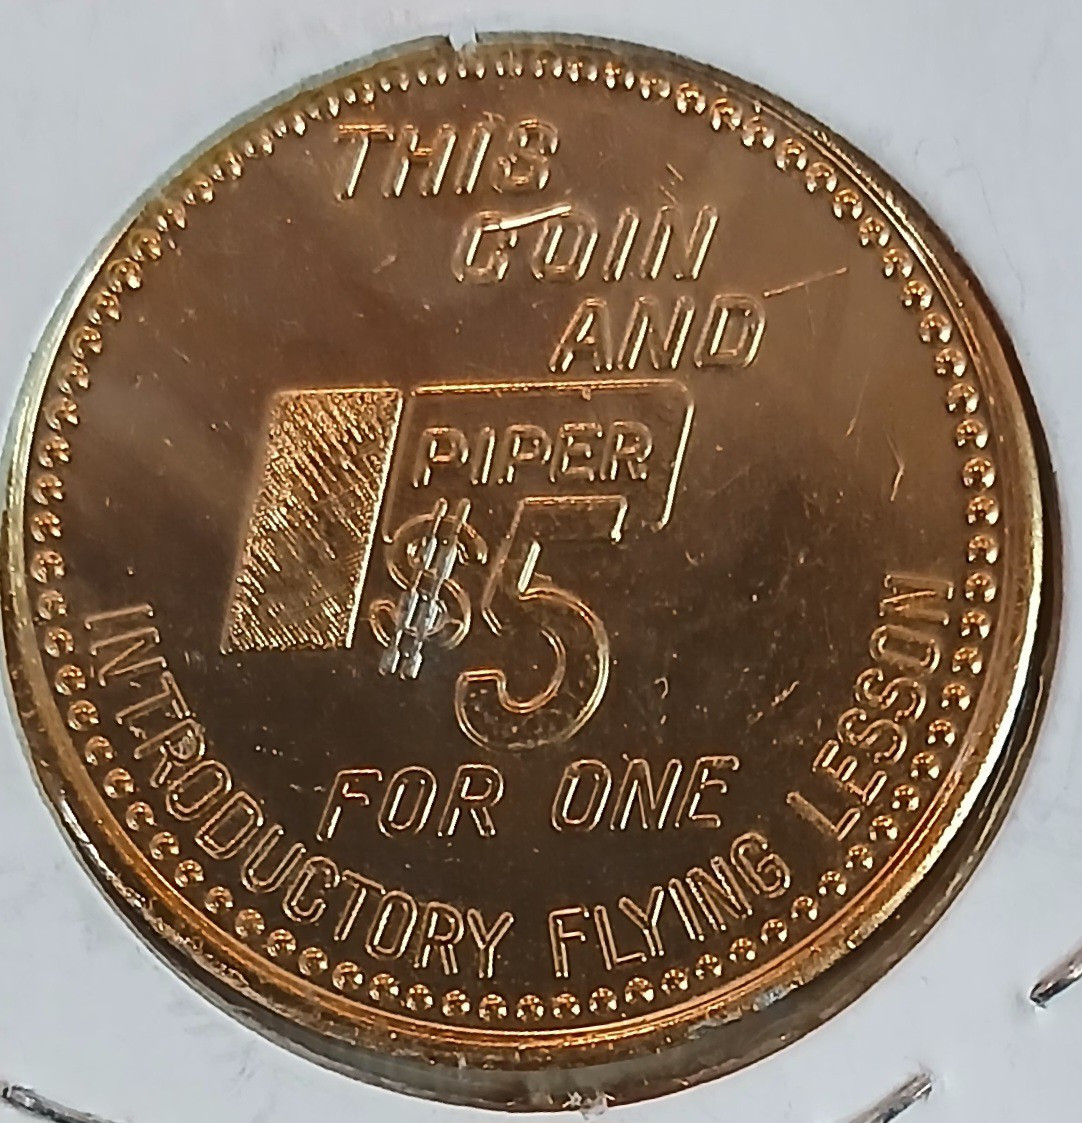 THIS
COIN
AND
PIPER
$5
FOR ONE
INTRODUCTORY FLYING LESSON